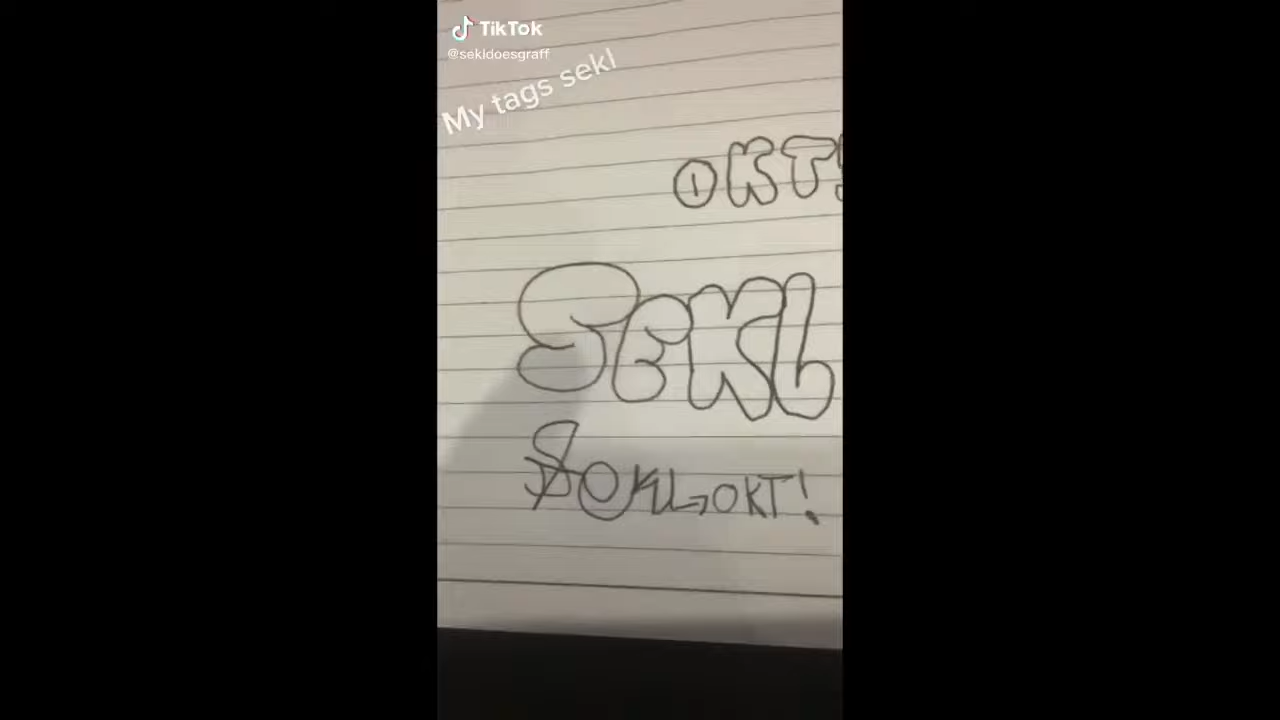 TikTok
@sekldoesgraff
My tags sekl
OKT!
SEKL
SEKL→OKT!